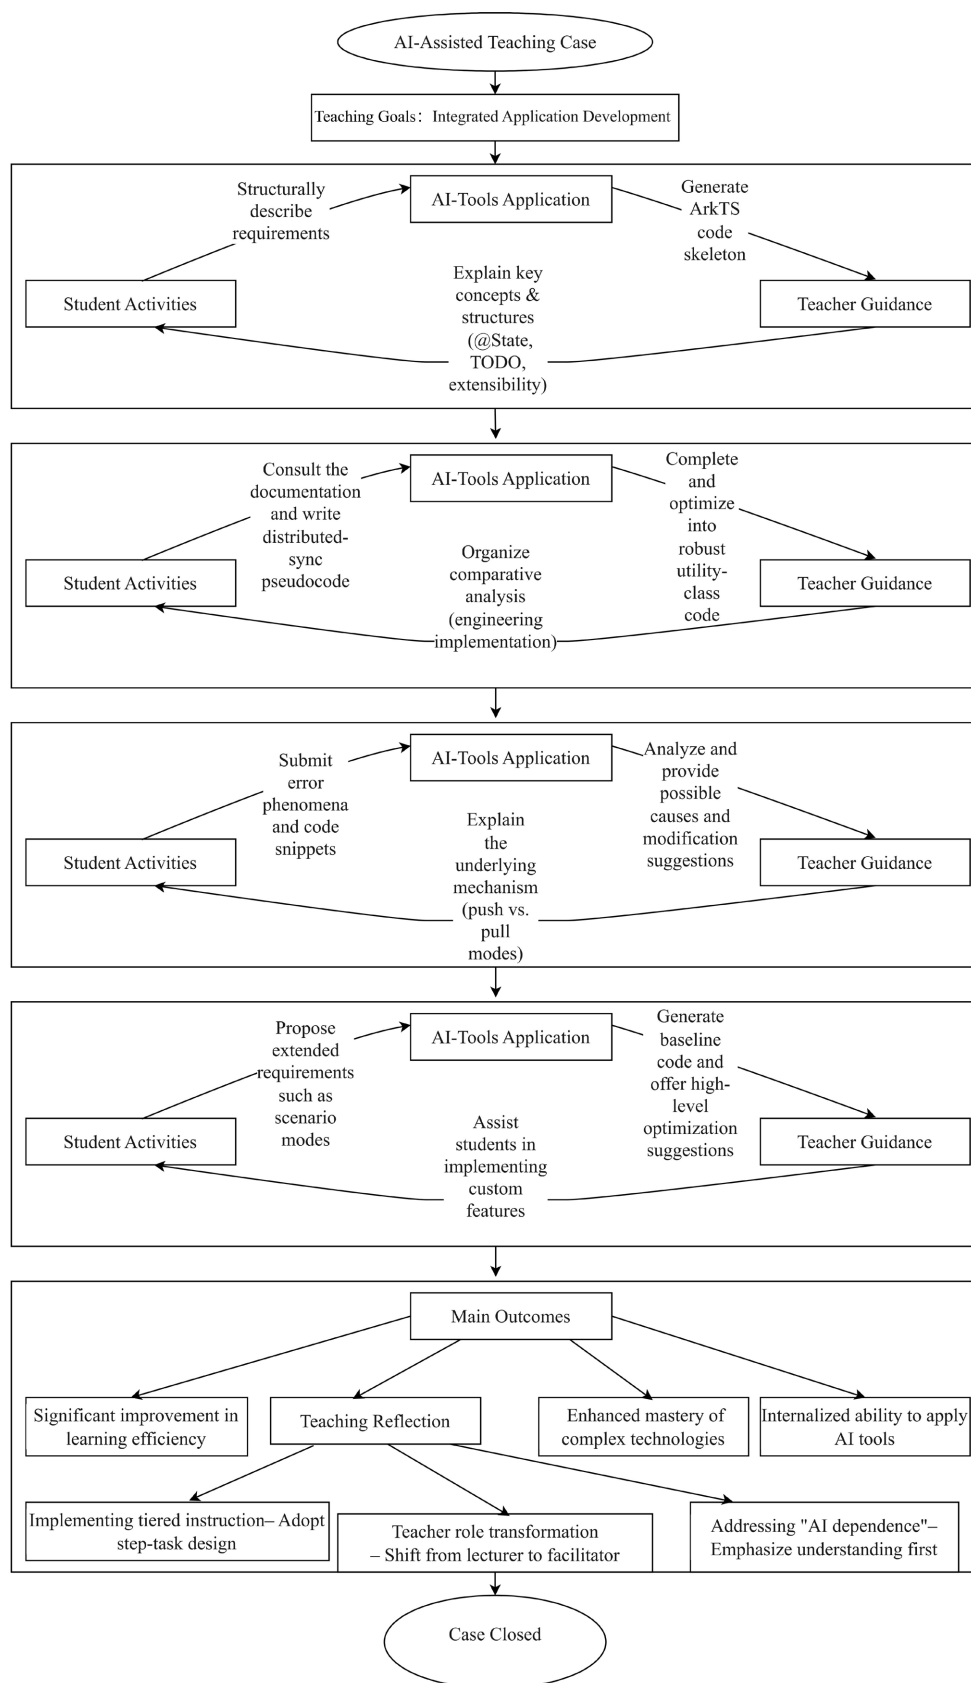 AI-Assisted Teaching Case
Teaching Goals：Integrated Application Development
Structurally
describe
requirements
AI-Tools Application
Generate
ArkTS
code
skeleton
Student Activities
Explain key
concepts &
structures
(@State,
TODO,
extensibility)
Teacher Guidance
Consult the
documentation
and write
distributed-
sync
pseudocode
AI-Tools Application
Complete
and
optimize
into
robust
utility-
class
code
Student Activities
Organize
comparative
analysis
(engineering
implementation)
Teacher Guidance
Submit
error
phenomena
and code
snippets
AI-Tools Application
Analyze and
provide
possible
causes and
modification
suggestions
Student Activities
Explain
the
underlying
mechanism
(push vs.
pull
modes)
Teacher Guidance
Propose
extended
requirements
such as
scenario
modes
AI-Tools Application
Generate
baseline
code and
offer high-
level
optimization
suggestions
Student Activities
Assist
students in
implementing
custom
features
Teacher Guidance
Main Outcomes
Significant improvement in
learning efficiency
Teaching Reflection
Enhanced mastery of
complex technologies
Internalized ability to apply
AI tools
Implementing tiered instruction– Adopt
step-task design
Teacher role transformation
– Shift from lecturer to facilitator
Addressing "AI dependence"–
Emphasize understanding first
Case Closed